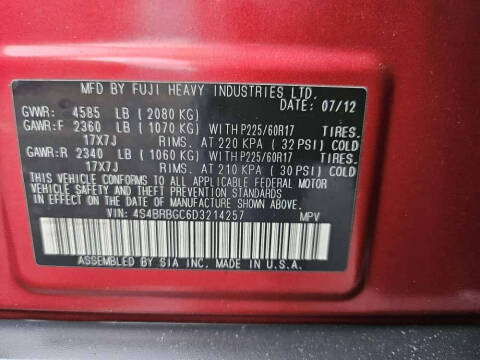 MFD BY FUJI HEAVY INDUSTRIES LTD.
DATE: 07/12
GVWR: 4585 LB (2080 KG)
GAWR:F 2360 LB (1070 KG) WITH P225/60R17 TIRES.
17X7J RIMS. AT 220 KPA (32 PSI) COLD
GAWR:R 2340 LB (1060 KG) WITH P225/60R17 TIRES.
17X7J RIMS. AT 210 KPA (30 PSI) COLD
THIS VEHICLE CONFORMS TO ALL APPLICABLE FEDERAL MOTOR
VEHICLE SAFETY AND THEFT PREVENTION STANDARDS
IN EFFECT ON THE DATE OF MANUFACTURE SHOWN ABOVE.
VIN: 4S4BRBGC6D3214257 MPV
ASSEMBLED BY SIA INC. MADE IN U.S.A.